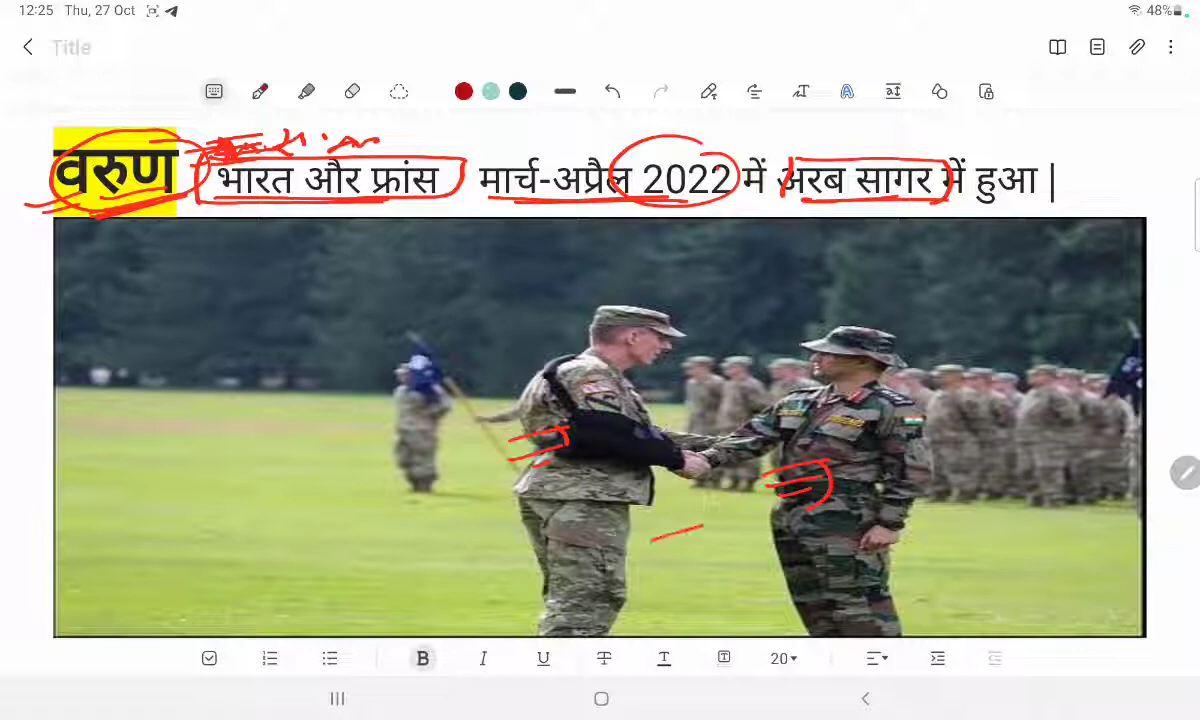 12:25 Thu, 27 Oct 48%
Title
वरुण भारत और फ्रांस मार्च-अप्रैल 2022 में अरब सागर में हुआ |
B I U T T T 20